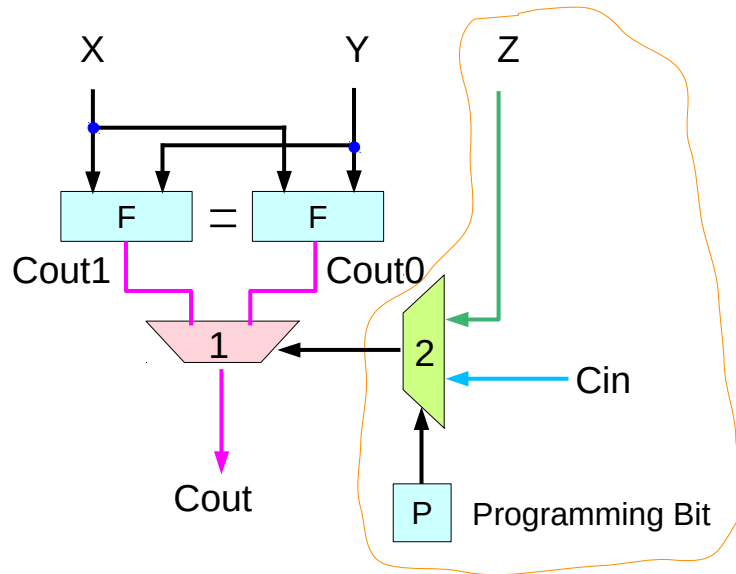 X Y Z
F = F
Cout1 Cout0
1 2
Cin
Cout
P Programming Bit